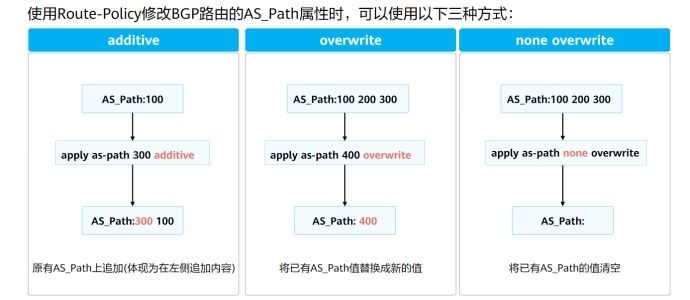 使用Route-Policy修改BGP路由的AS_Path属性时，可以使用以下三种方式：
additive
AS_Path:100
apply as-path 300 additive
AS_Path:300 100
原有AS_Path上追加(体现为在左侧追加内容)
overwrite
AS_Path:100 200 300
apply as-path 400 overwrite
AS_Path: 400
将已有AS_Path值替换成新的值
none overwrite
AS_Path:100 200 300
apply as-path none overwrite
AS_Path:
将已有AS_Path的值清空